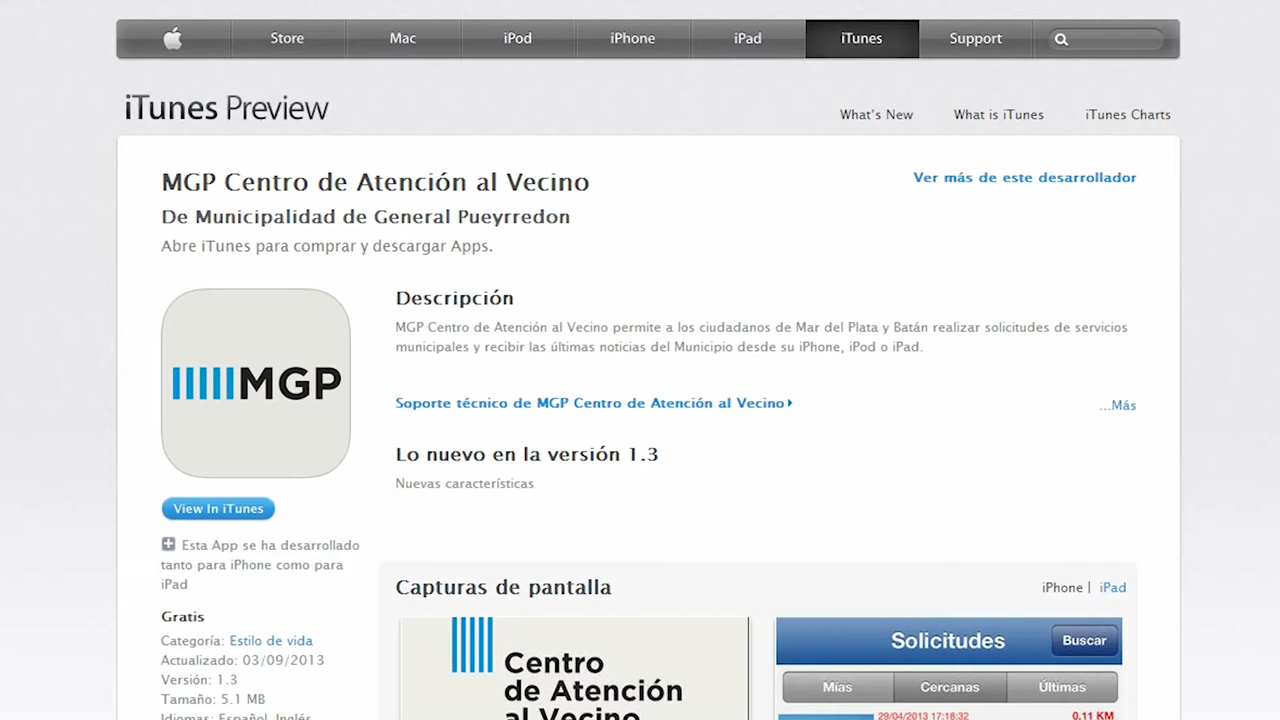 Store Mac iPod iPhone iPad iTunes Support
iTunes Preview
What's New What is iTunes iTunes Charts
MGP Centro de Atención al Vecino
Ver más de este desarrollador
De Municipalidad de General Pueyrredon
Abre iTunes para comprar y descargar Apps.
MGP
View In iTunes
Esta App se ha desarrollado
tanto para iPhone como para
iPad
Gratis
Categoría: Estilo de vida
Actualizado: 03/09/2013
Versión: 1.3
Tamaño: 5.1 MB
Idiomas: Español, Inglés
Descripción
MGP Centro de Atención al Vecino permite a los ciudadanos de Mar del Plata y Batán realizar solicitudes de servicios
municipales y recibir las últimas noticias del Municipio desde su iPhone, iPod o iPad.
Soporte técnico de MGP Centro de Atención al Vecino
...Más
Lo nuevo en la versión 1.3
Nuevas características
Capturas de pantalla
iPhone | iPad
Centro
de Atención
al Vecino
Solicitudes Buscar
Mías Cercanas Últimas
29/04/2013 17:18:32 0.11 KM